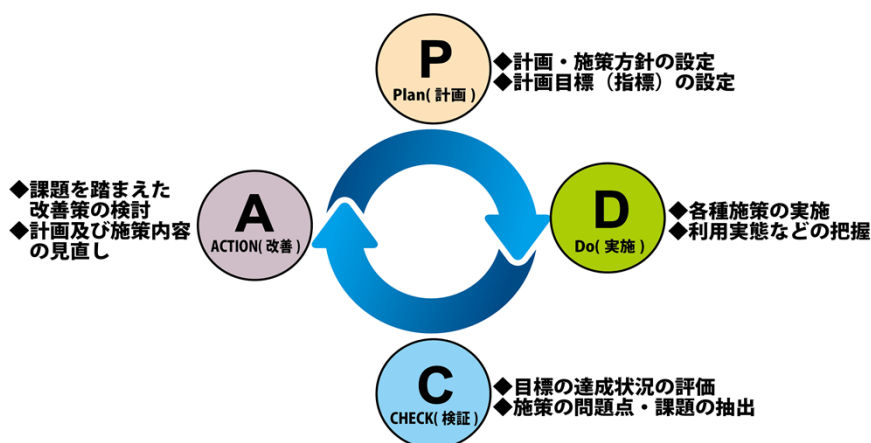 P
Plan( 計画 )
◆計画・施策方針の設定
◆計画目標（指標）の設定
D
Do( 実施 )
◆各種施策の実施
◆利用実態などの把握
C
CHECK( 検証 )
◆目標の達成状況の評価
◆施策の問題点・課題の抽出
A
ACTION( 改善 )
◆課題を踏まえた
改善策の検討
◆計画及び施策内容
の見直し